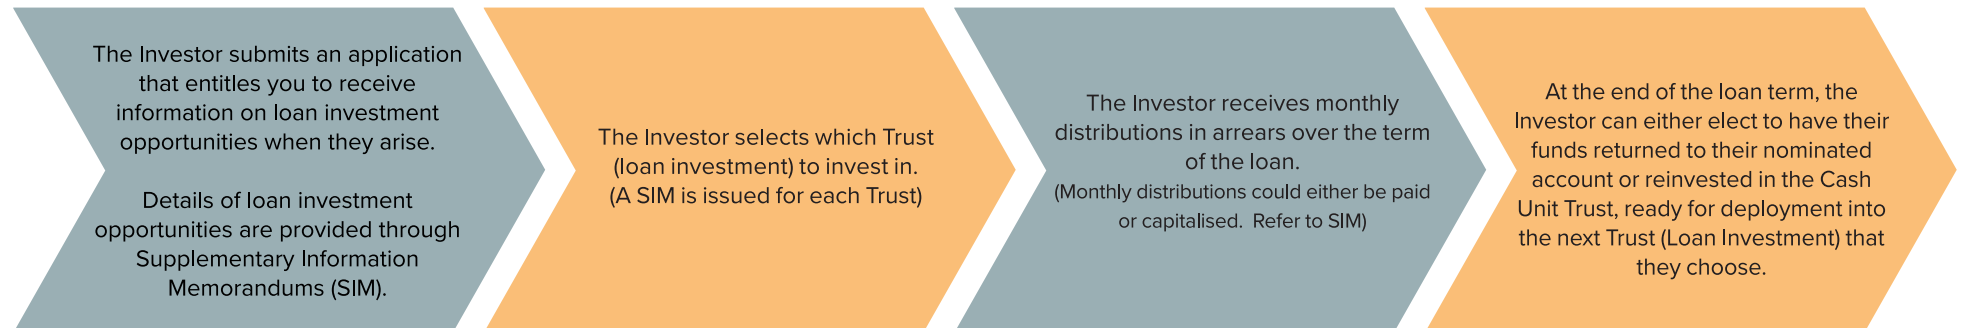 The Investor submits an application
that entitles you to receive
information on loan investment
opportunities when they arise.
Details of loan investment
opportunities are provided through
Supplementary Information
Memorandums (SIM).
The Investor selects which Trust
(loan investment) to invest in.
(A SIM is issued for each Trust)
The Investor receives monthly
distributions in arrears over the term
of the loan.
(Monthly distributions could either be paid
or capitalised. Refer to SIM)
At the end of the loan term, the
Investor can either elect to have their
funds returned to their nominated
account or reinvested in the Cash
Unit Trust, ready for deployment into
the next Trust (Loan Investment) that
they choose.